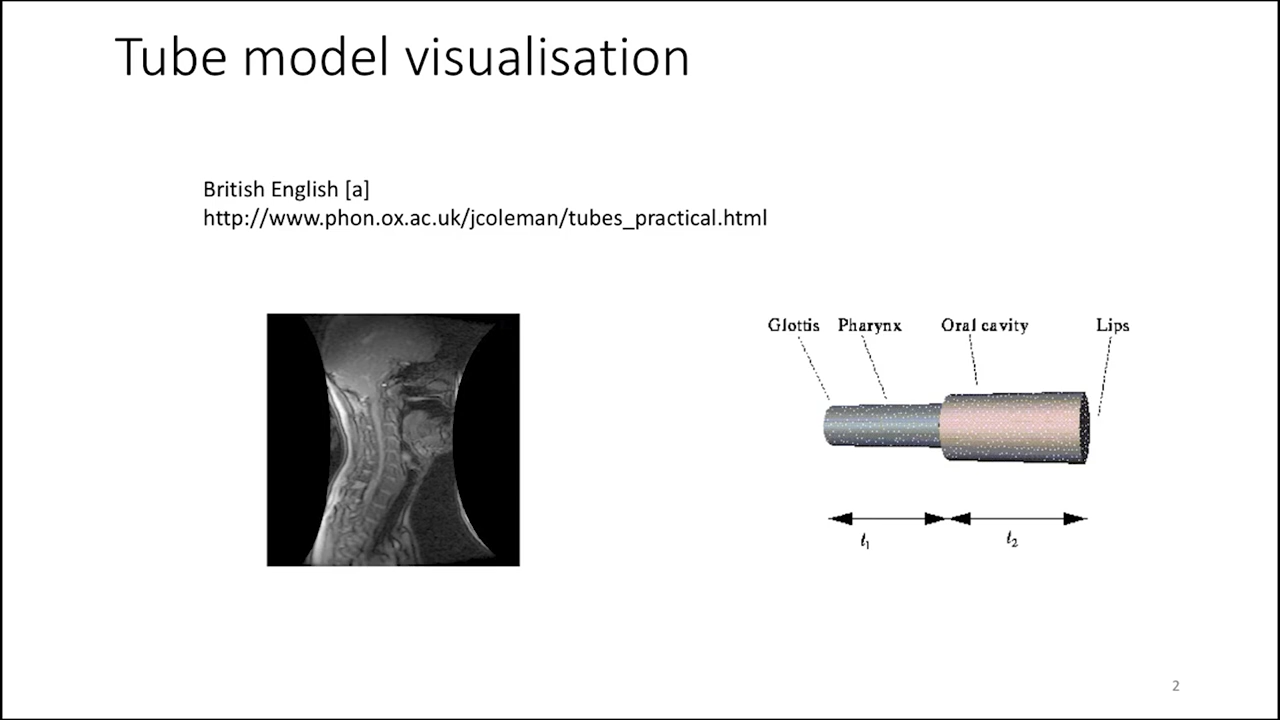 Tube model visualisation
British English [a]
http://www.phon.ox.ac.uk/jcoleman/tubes_practical.html
Glottis Pharynx Oral cavity Lips
l₁ l₂
2